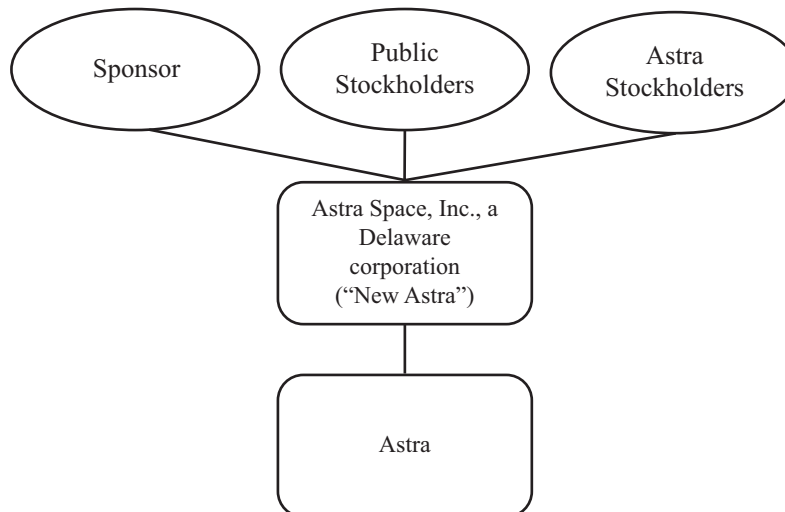 Sponsor
Public
Stockholders
Astra
Stockholders
Astra Space, Inc., a
Delaware
corporation
(“New Astra”)
Astra